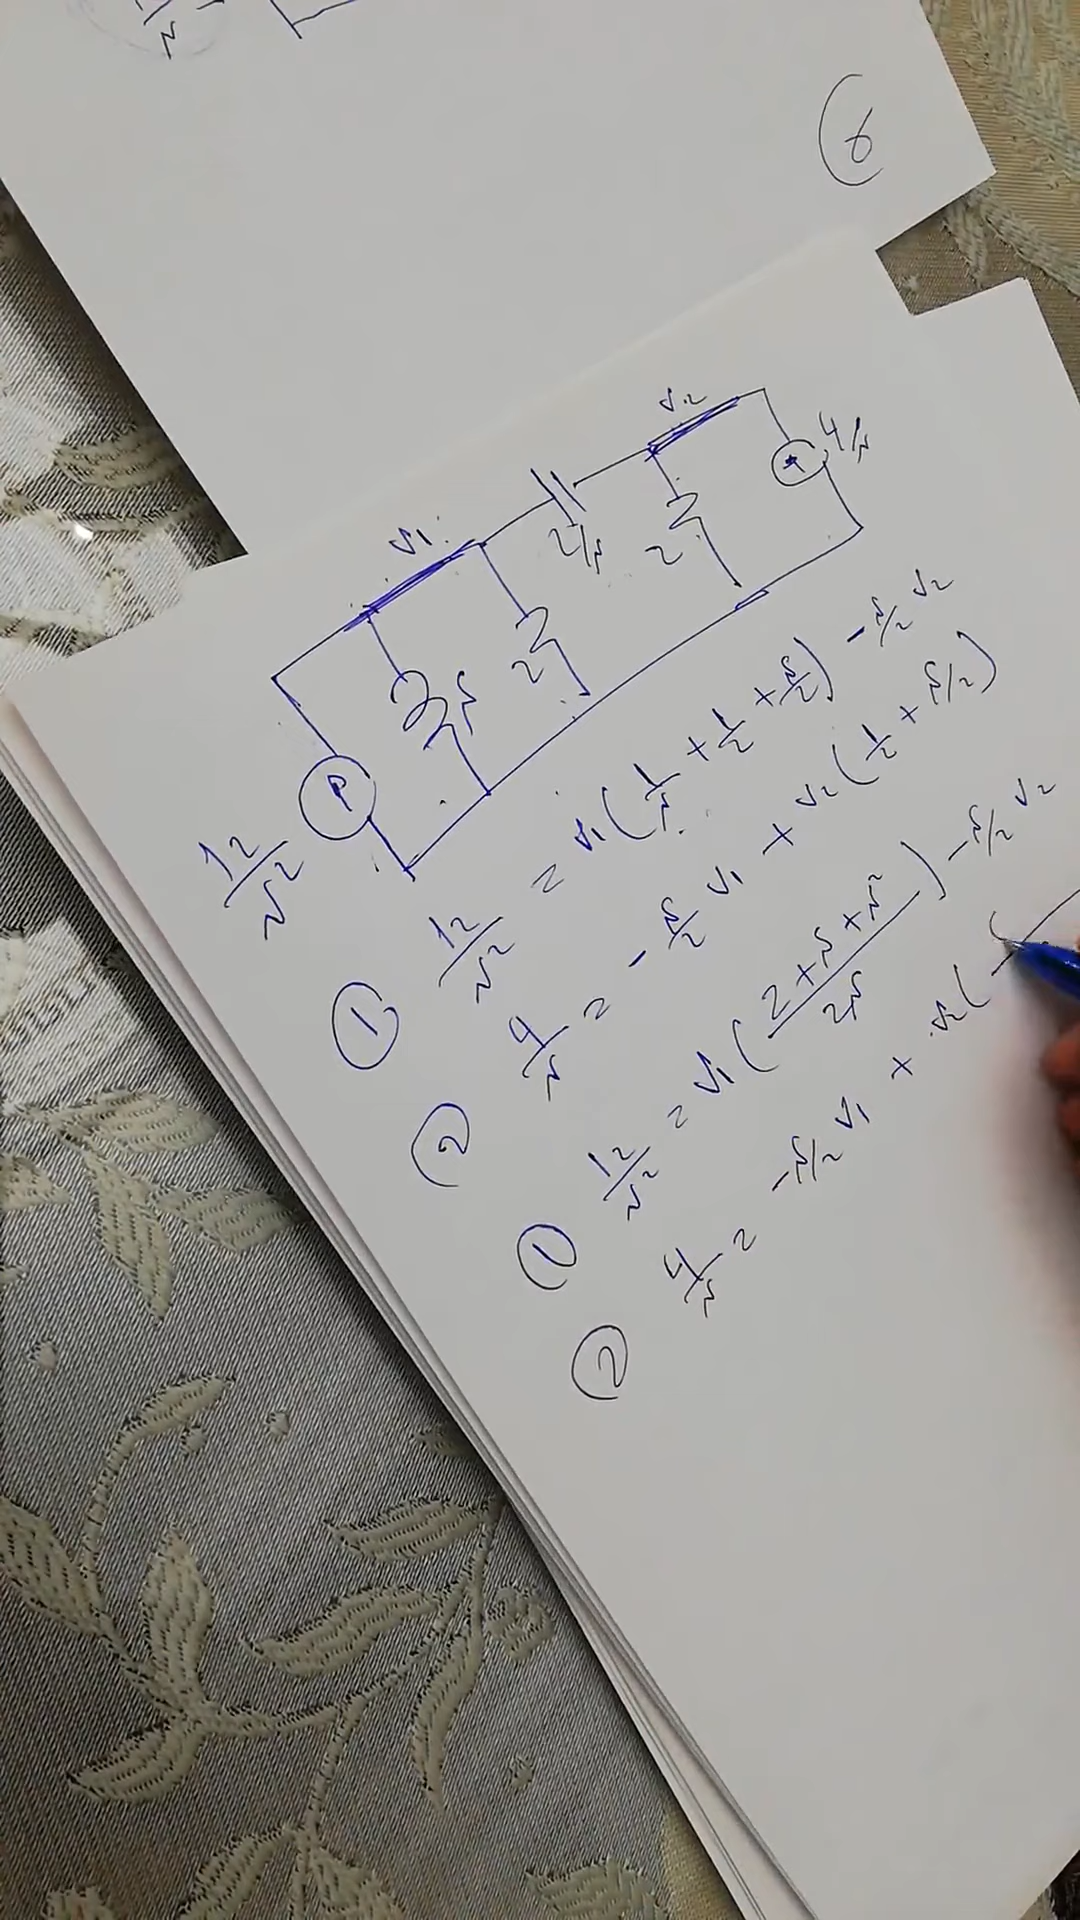 6
V2
4/s
V1
2/s
2
s
2
12/s²
① 12/s² = V1 (1/s + 1/2 + s/2) - s/2 V2
② 4/s = - s/2 V1 + V2 (1/2 + s/2)
① 12/s² = V1 ( (2+s+s²)/2s ) - s/2 V2
② 4/s = - s/2 V1 + V2 (